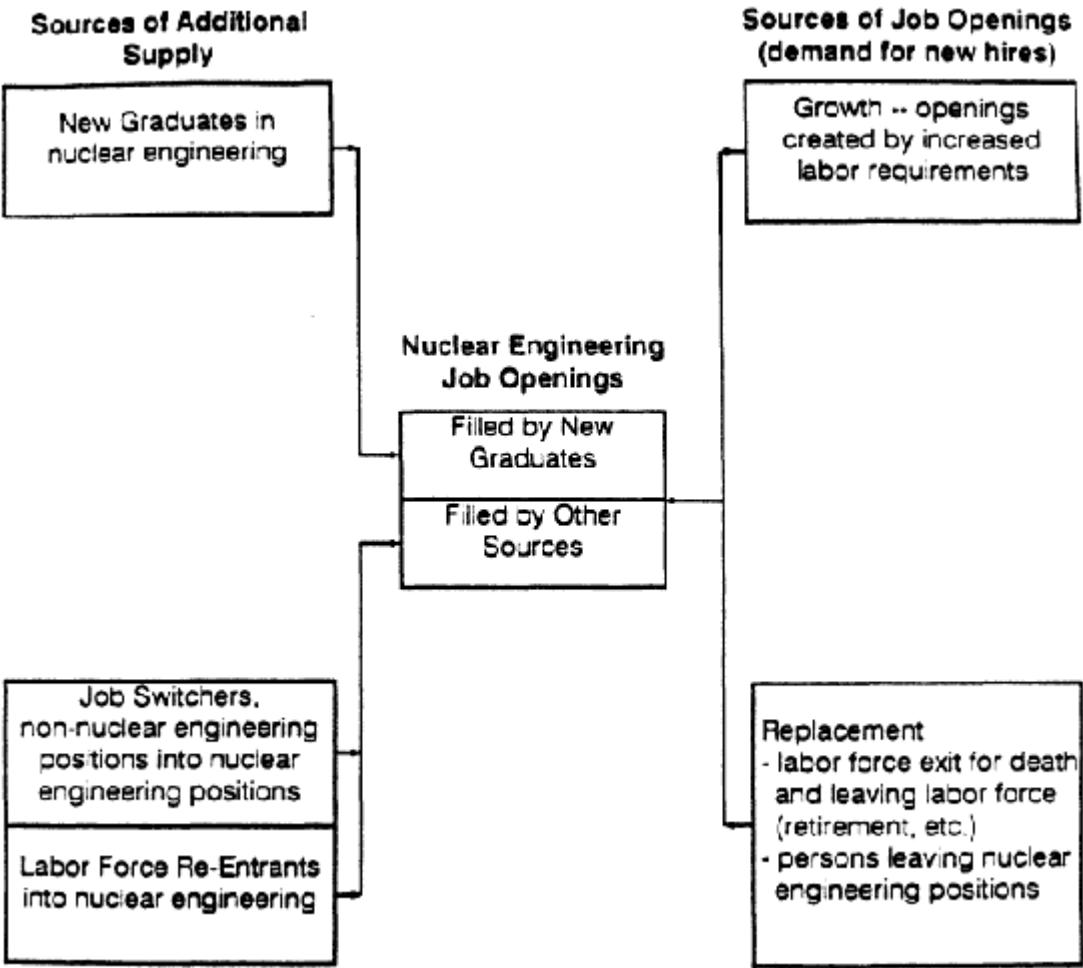 Sources of Additional
Supply
New Graduates in
nuclear engineering
Job Switchers,
non-nuclear engineering
positions into nuclear
engineering positions
Labor Force Re-Entrants
into nuclear engineering
Nuclear Engineering
Job Openings
Filled by New
Graduates
Filled by Other
Sources
Sources of Job Openings
(demand for new hires)
Growth -- openings
created by increased
labor requirements
Replacement
- labor force exit for death
and leaving labor force
(retirement, etc.)
- persons leaving nuclear
engineering positions